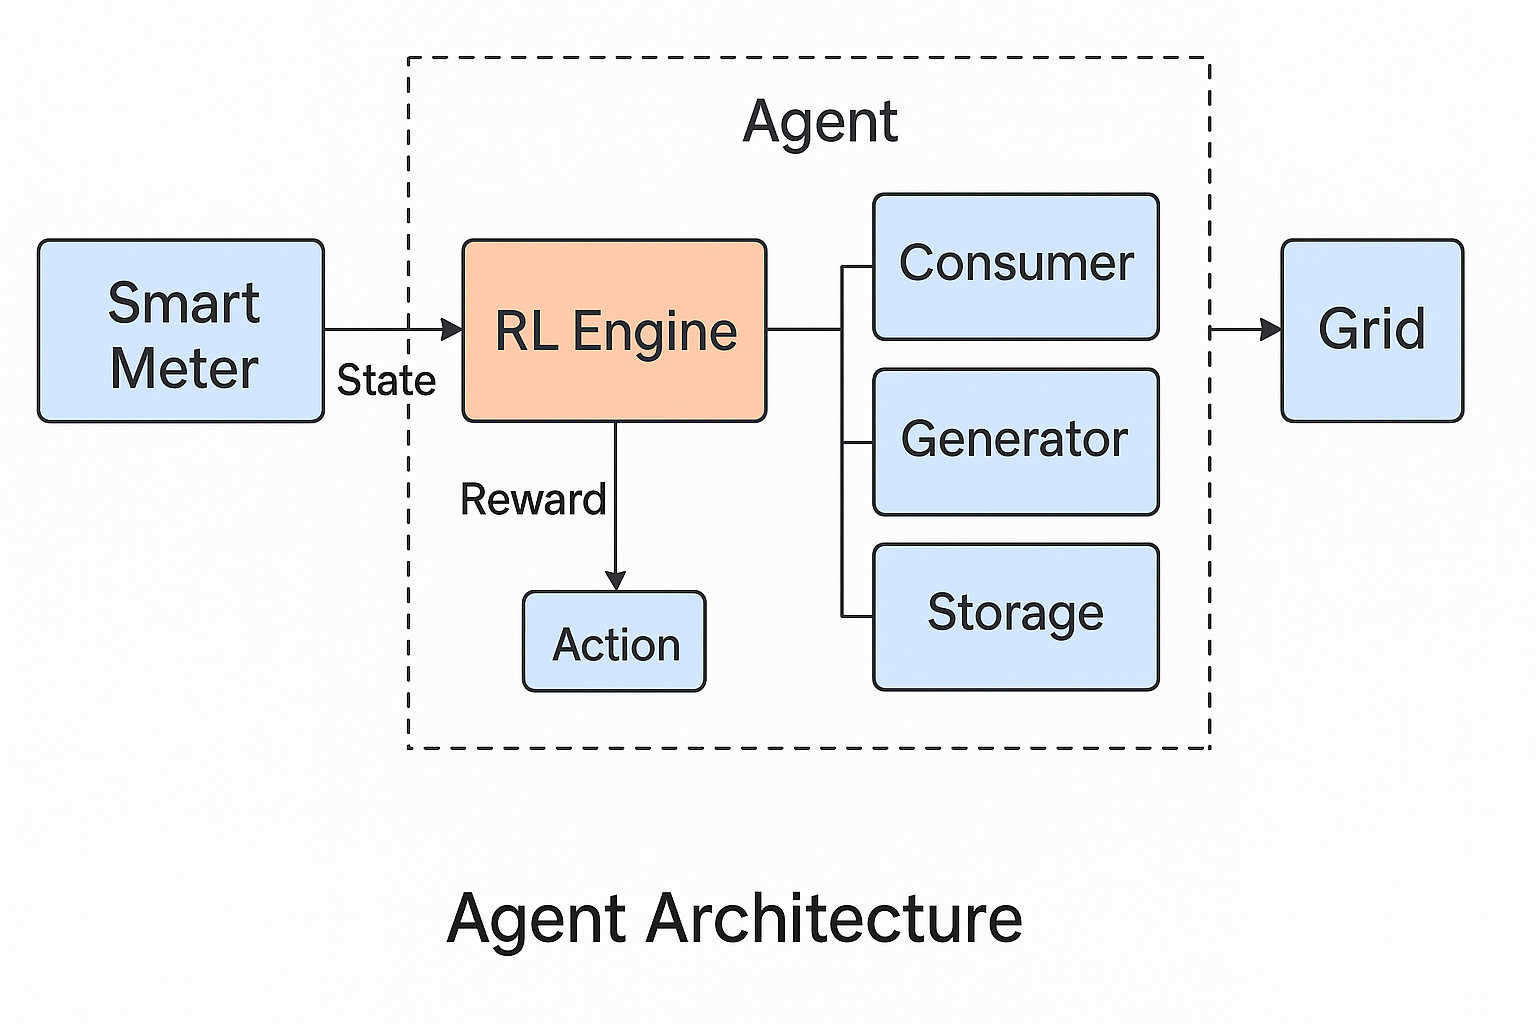 Agent
Smart
Meter
State
RL Engine
Reward
Action
Consumer
Generator
Storage
Grid
Agent Architecture